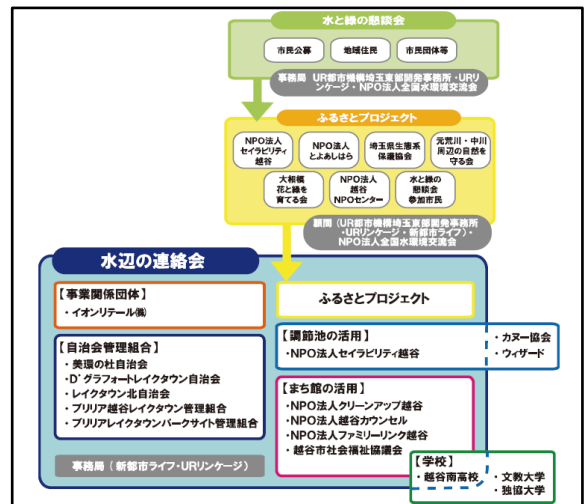 水と緑の懇談会
市民公募
地域住民
市民団体等
事務局 UR都市機構埼玉東部開発事務所・URリ
ンケージ・NPO法人全国水環境交流会
ふるさとプロジェクト
NPO法人
セイラビリティ
越谷
NPO法人
とよあしはら
埼玉県生態系
保護協会
元荒川・中川
周辺の自然を
守る会
大相模
花と緑を
育てる会
NPO法人
越谷
NPOセンター
水と緑の
懇談会
参加市民
顧問(UR都市機構埼玉東部開発事務所
・URリンケージ・新都市ライフ)・
NPO法人全国水環境交流会
水辺の連絡会
【事業関係団体】
・イオンリテール㈱
ふるさとプロジェクト
【自治会管理組合】
・美環の杜自治会
・D'グラフォートレイクタウン自治会
・レイクタウン北自治会
・ブリリア越谷レイクタウン管理組合
・ブリリアレイクタウンパークサイト管理組合
【調節池の活用】
・NPO法人セイラビリティ越谷
・カヌー協会
・ウィザード
【まち館の活用】
・NPO法人クリーンアップ越谷
・NPO法人越谷カウンセル
・NPO法人ファミリーリンク越谷
・越谷市社会福祉協議会
事務局(新都市ライフ・URリンケージ)
【学校】
・越谷南高校
・文教大学
・独協大学